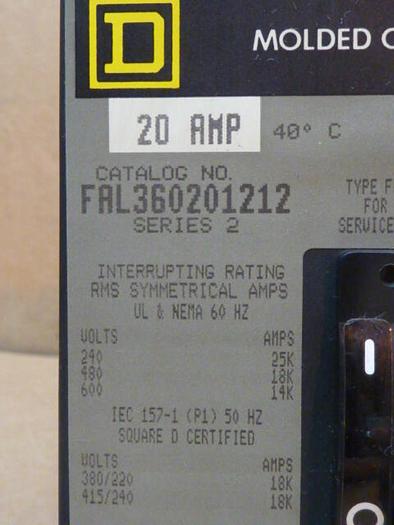 D
MOLDED C
20 AMP 40° C
CATALOG NO.
FAL360201212
SERIES 2
TYPE F
FOR
SERVICE
INTERRUPTING RATING
RMS SYMMETRICAL AMPS
UL & NEMA 60 HZ
VOLTS AMPS
240 25K
480 18K
600 14K
IEC 157-1 (P1) 50 HZ
SQUARE D CERTIFIED
VOLTS AMPS
380/220 18K
415/240 18K
I
O